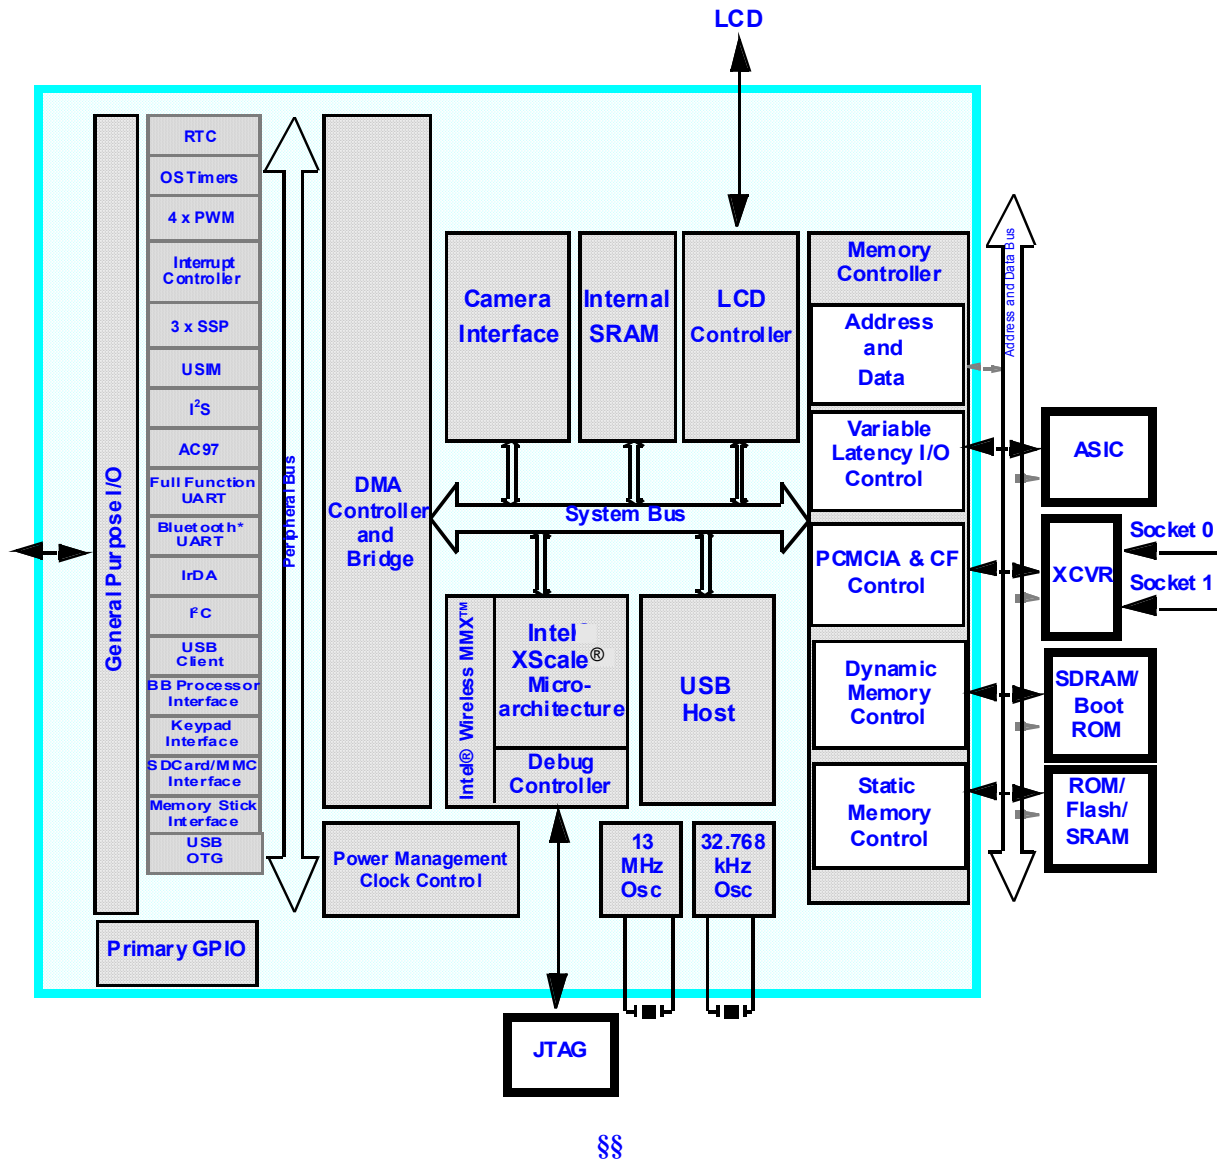 LCD
General Purpose I/O
RTC
OS Timers
4 x PWM
Interrupt
Controller
3 x SSP
USIM
I²S
AC97
Full Function
UART
Bluetooth*
UART
IrDA
I²C
USB
Client
BB Processor
Interface
Keypad
Interface
SDCard/MMC
Interface
Memory Stick
Interface
USB
OTG
Primary GPIO
Peripheral Bus
DMA
Controller
and
Bridge
Power Management
Clock Control
Camera
Interface
Internal
SRAM
LCD
Controller
System Bus
Intel® Wireless MMX™
Intel®
XScale®
Micro-
architecture
Debug
Controller
USB
Host
13
MHz
Osc
32.768
kHz
Osc
JTAG
Memory
Controller
Address
and
Data
Variable
Latency I/O
Control
PCMCIA & CF
Control
Dynamic
Memory
Control
Static
Memory
Control
Address and Data Bus
ASIC
XCVR
Socket 0
Socket 1
SDRAM/
Boot
ROM
ROM/
Flash/
SRAM
§§